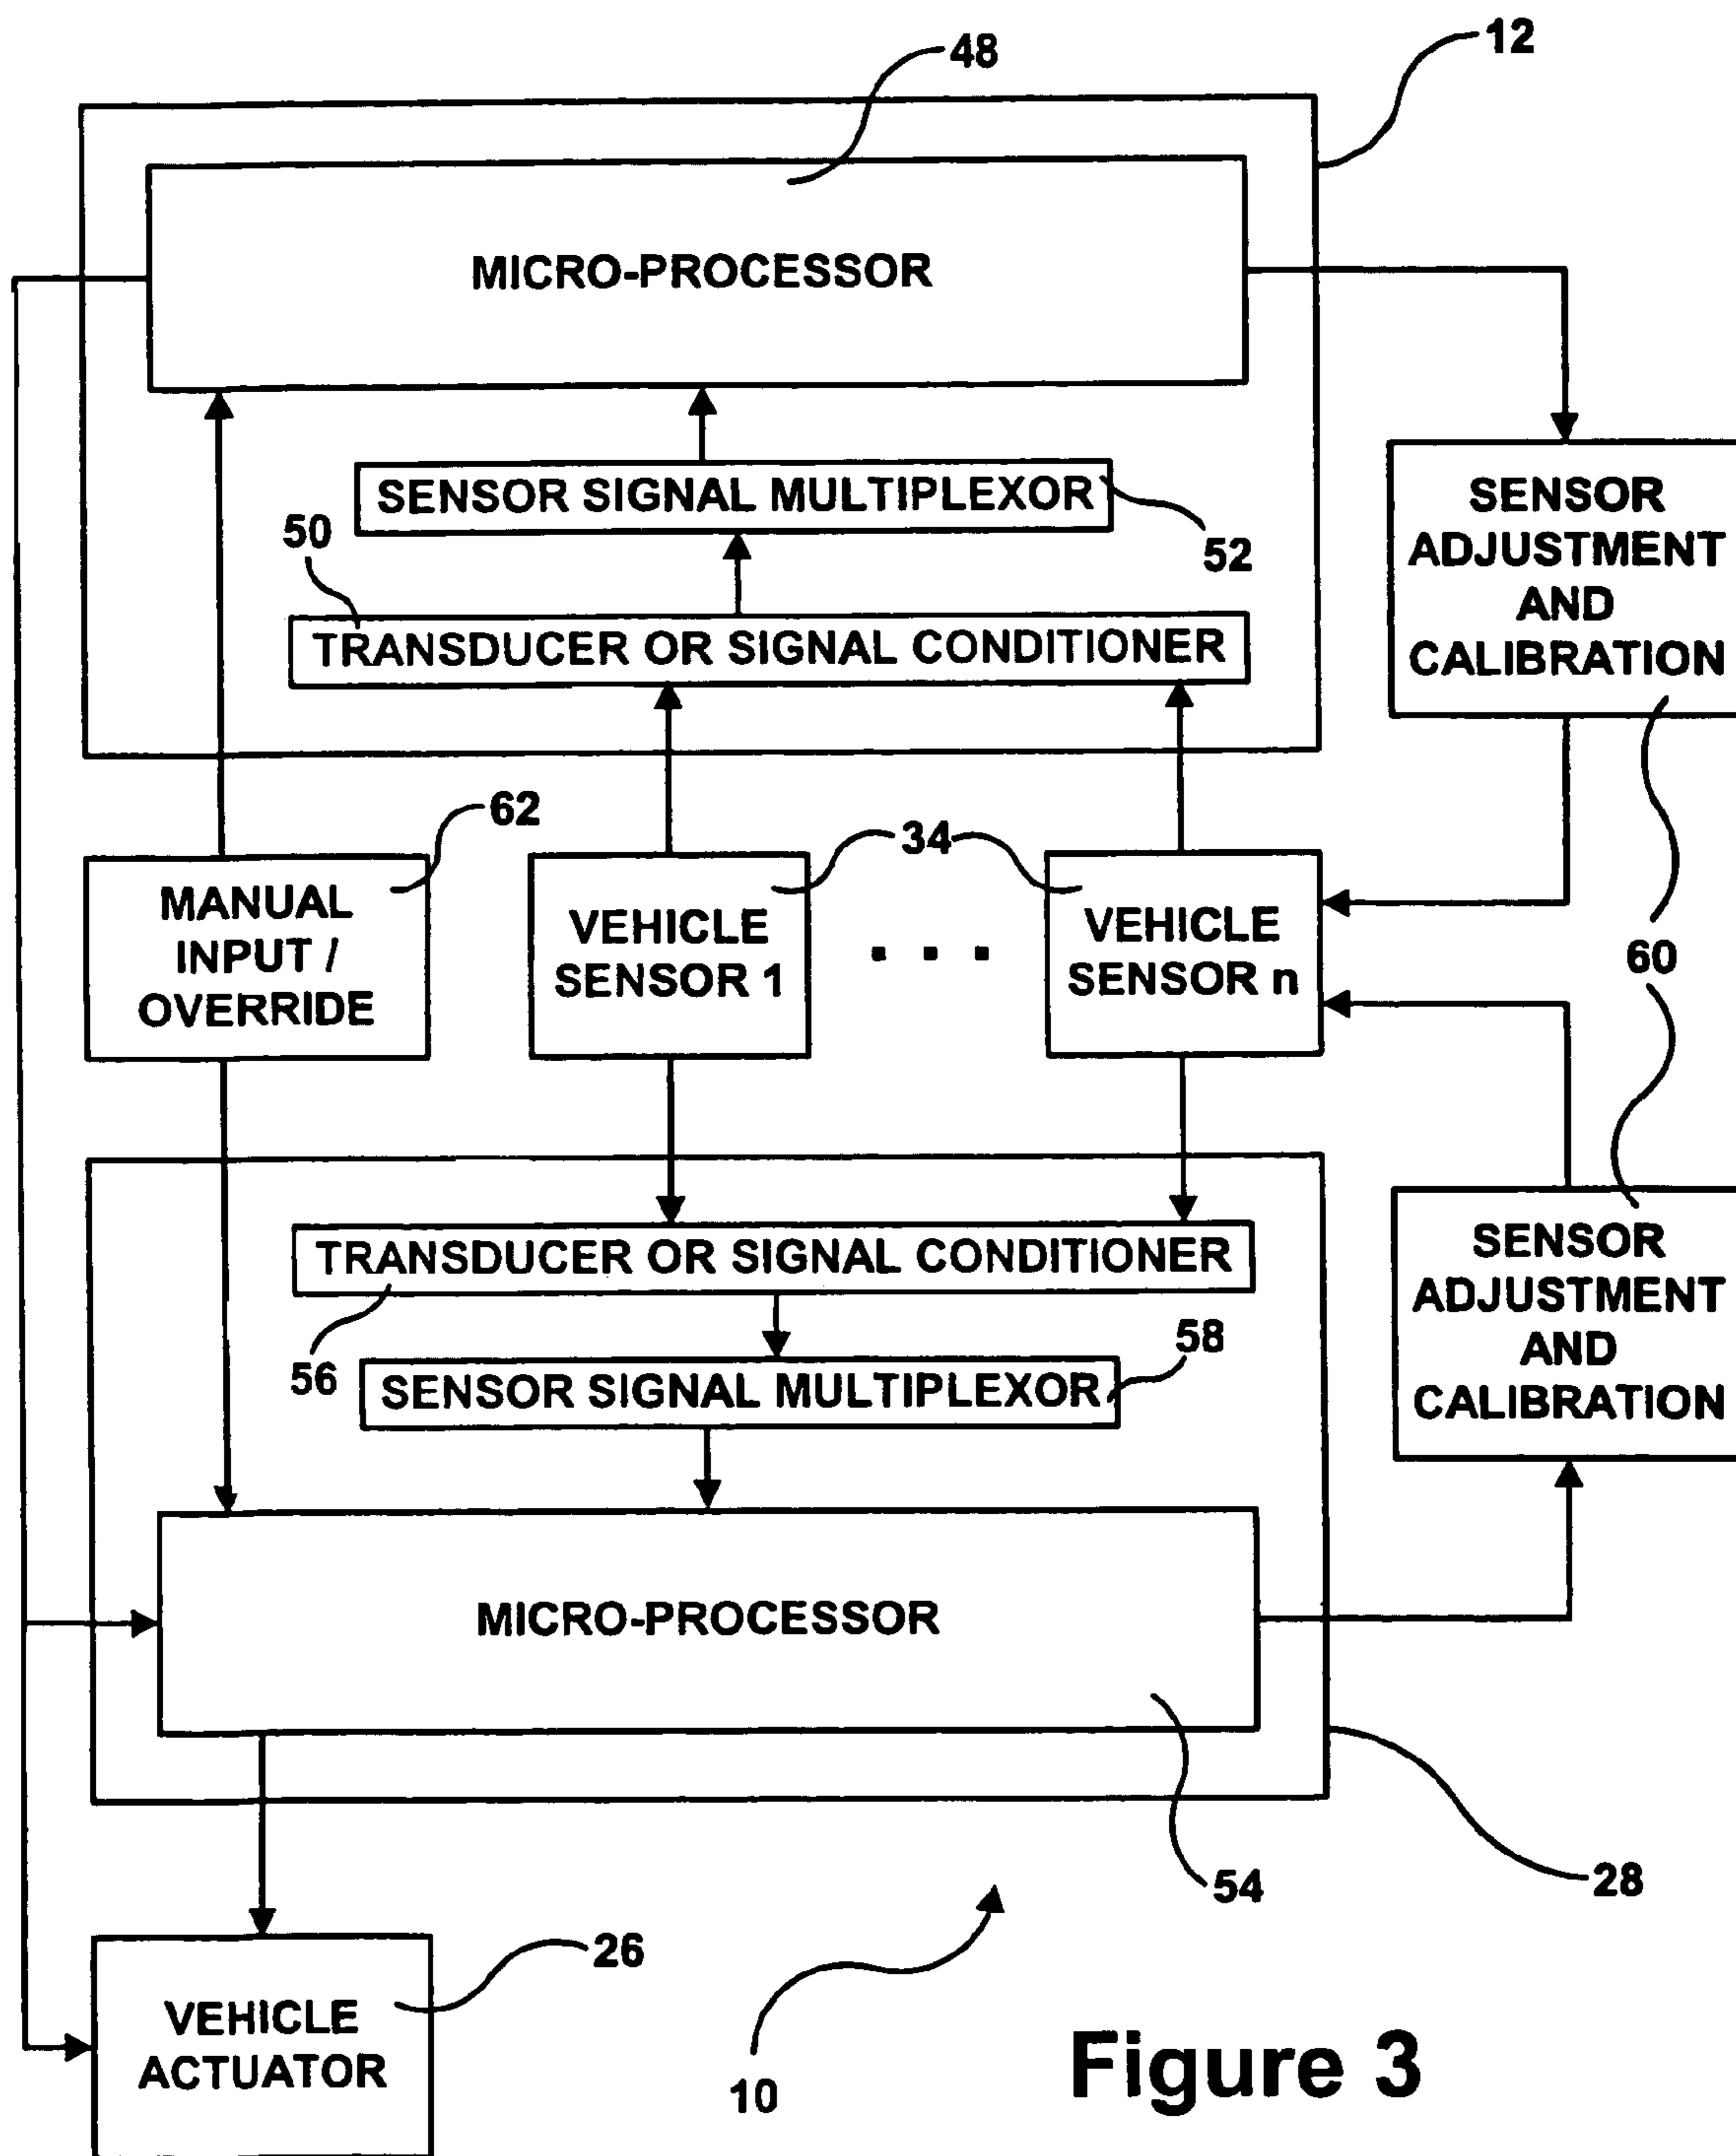 48
12
MICRO-PROCESSOR
SENSOR SIGNAL MULTIPLEXOR
50
52
TRANSDUCER OR SIGNAL CONDITIONER
SENSOR
ADJUSTMENT
AND
CALIBRATION
62
34
MANUAL
INPUT /
OVERRIDE
VEHICLE
SENSOR 1
. . .
VEHICLE
SENSOR n
60
TRANSDUCER OR SIGNAL CONDITIONER
56
58
SENSOR SIGNAL MULTIPLEXOR
SENSOR
ADJUSTMENT
AND
CALIBRATION
MICRO-PROCESSOR
54
28
26
VEHICLE
ACTUATOR
10
Figure 3